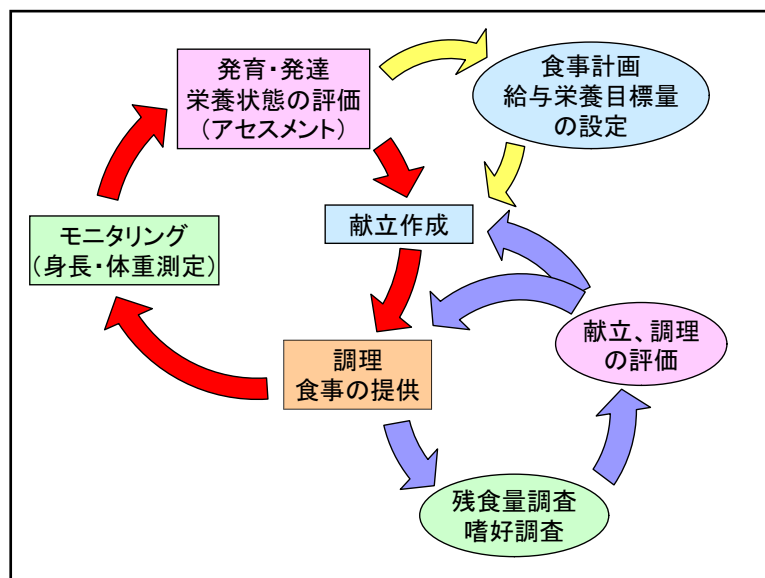 発育・発達
栄養状態の評価
(アセスメント)
食事計画
給与栄養目標量
の設定
献立作成
モニタリング
(身長・体重測定)
献立、調理
の評価
調理
食事の提供
残食量調査
嗜好調査